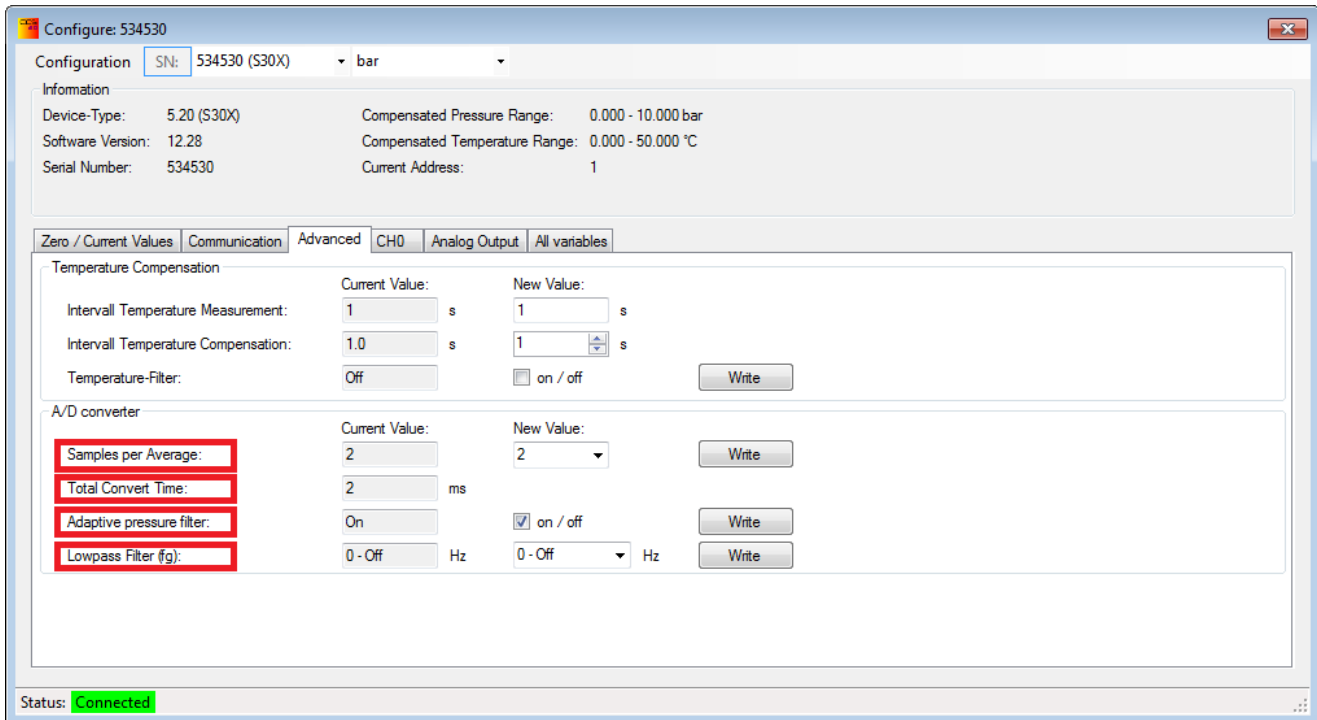 Configure: 534530
Configuration SN: 534530 (S30X) bar
Information
Device-Type: 5.20 (S30X) Compensated Pressure Range: 0.000 - 10.000 bar
Software Version: 12.28 Compensated Temperature Range: 0.000 - 50.000 °C
Serial Number: 534530 Current Address: 1
Zero / Current Values Communication Advanced CH0 Analog Output All variables
Temperature Compensation
Current Value: New Value:
Intervall Temperature Measurement: 1 s 1 s
Intervall Temperature Compensation: 1.0 s 1 s
Temperature-Filter: Off on / off Write
A/D converter
Current Value: New Value:
Samples per Average: 2 2 Write
Total Convert Time: 2 ms
Adaptive pressure filter: On on / off Write
Lowpass Filter (fg): 0 - Off Hz 0 - Off Hz Write
Status: Connected